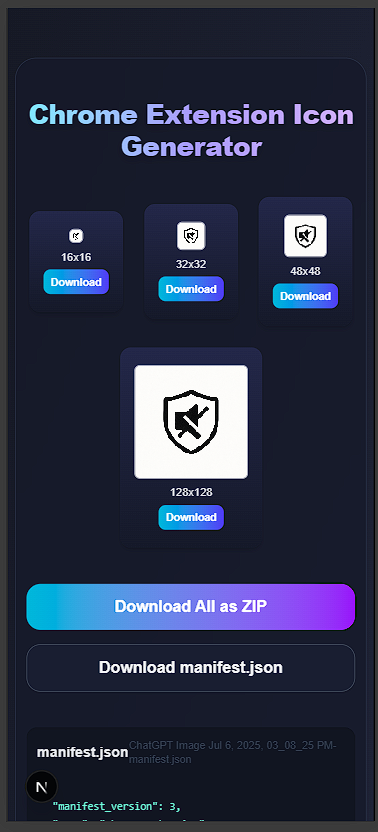 Chrome Extension Icon
Generator
16x16
Download
32x32
Download
48x48
Download
128x128
Download
Download All as ZIP
Download manifest.json
manifest.json
ChatGPT Image Jul 6, 2025, 03_08_25 PM-
manifest.json
N
"manifest_version": 3,